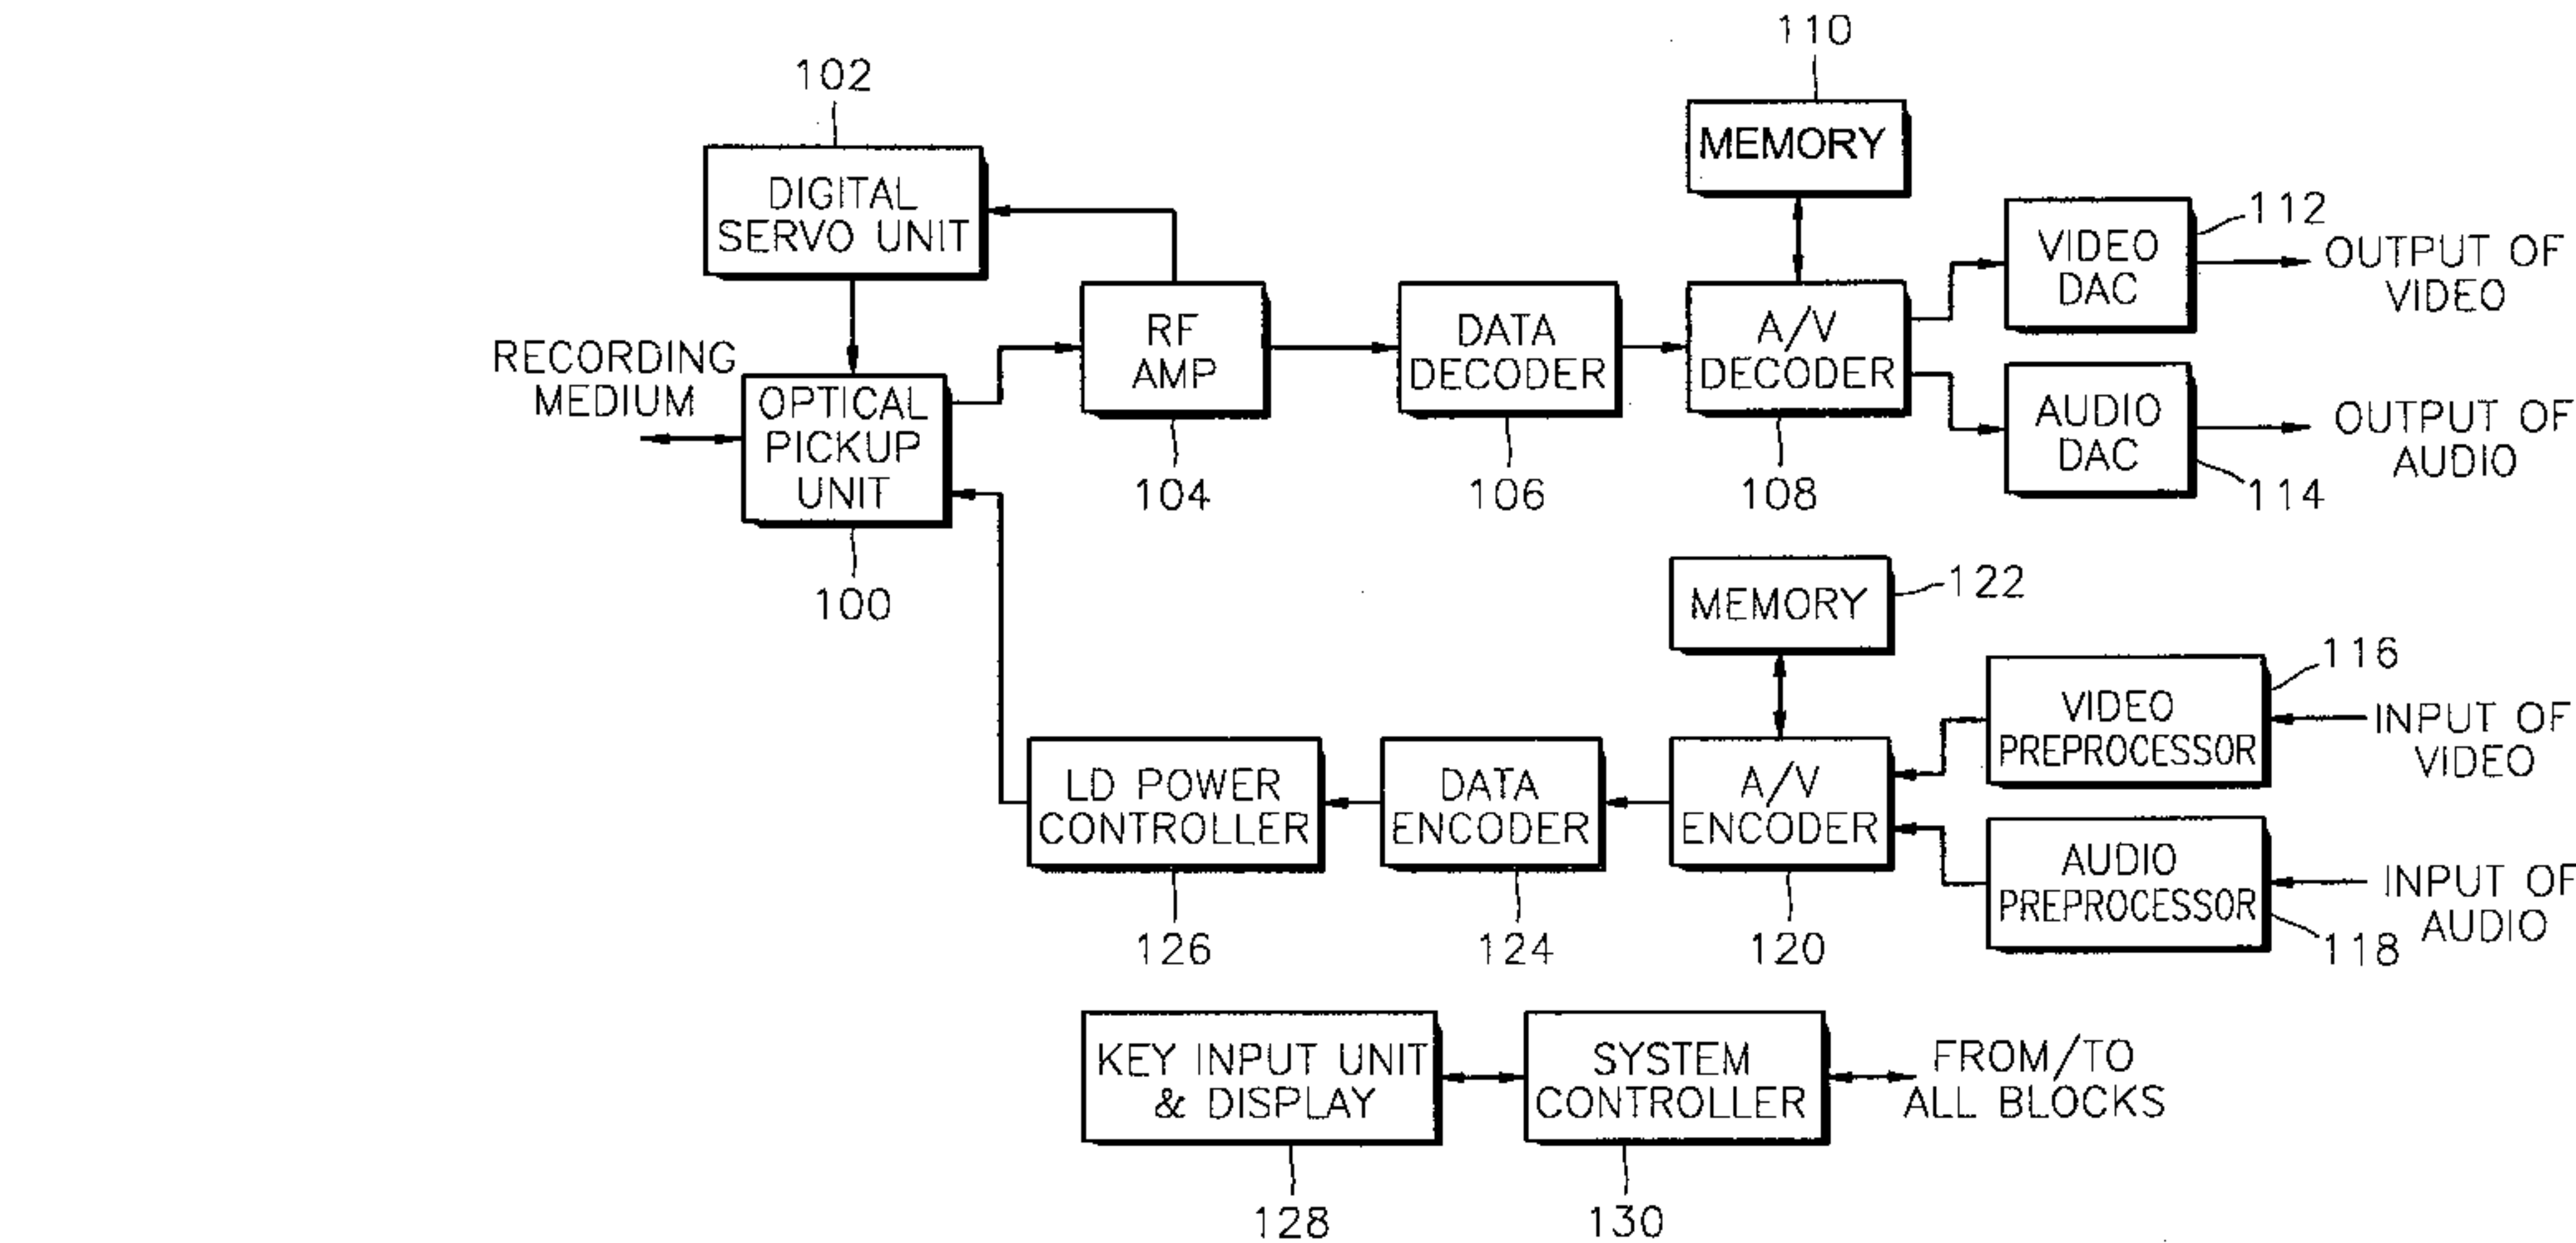 110
102
MEMORY
DIGITAL
SERVO UNIT
112
VIDEO
DAC
OUTPUT OF
VIDEO
RECORDING
MEDIUM
OPTICAL
PICKUP
UNIT
RF
AMP
DATA
DECODER
A/V
DECODER
AUDIO
DAC
OUTPUT OF
AUDIO
104
106
108
114
100
MEMORY
122
116
VIDEO
PREPROCESSOR
INPUT OF
VIDEO
LD POWER
CONTROLLER
DATA
ENCODER
A/V
ENCODER
AUDIO
PREPROCESSOR
INPUT OF
AUDIO
126
124
120
118
KEY INPUT UNIT
& DISPLAY
SYSTEM
CONTROLLER
FROM/TO
ALL BLOCKS
128
130